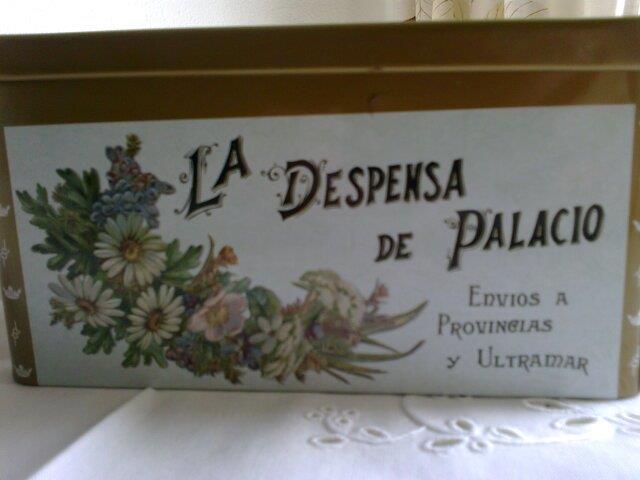 LA DESPENSA
DE PALACIO
ENVIOS A
PROVINCIAS
Y ULTRAMAR